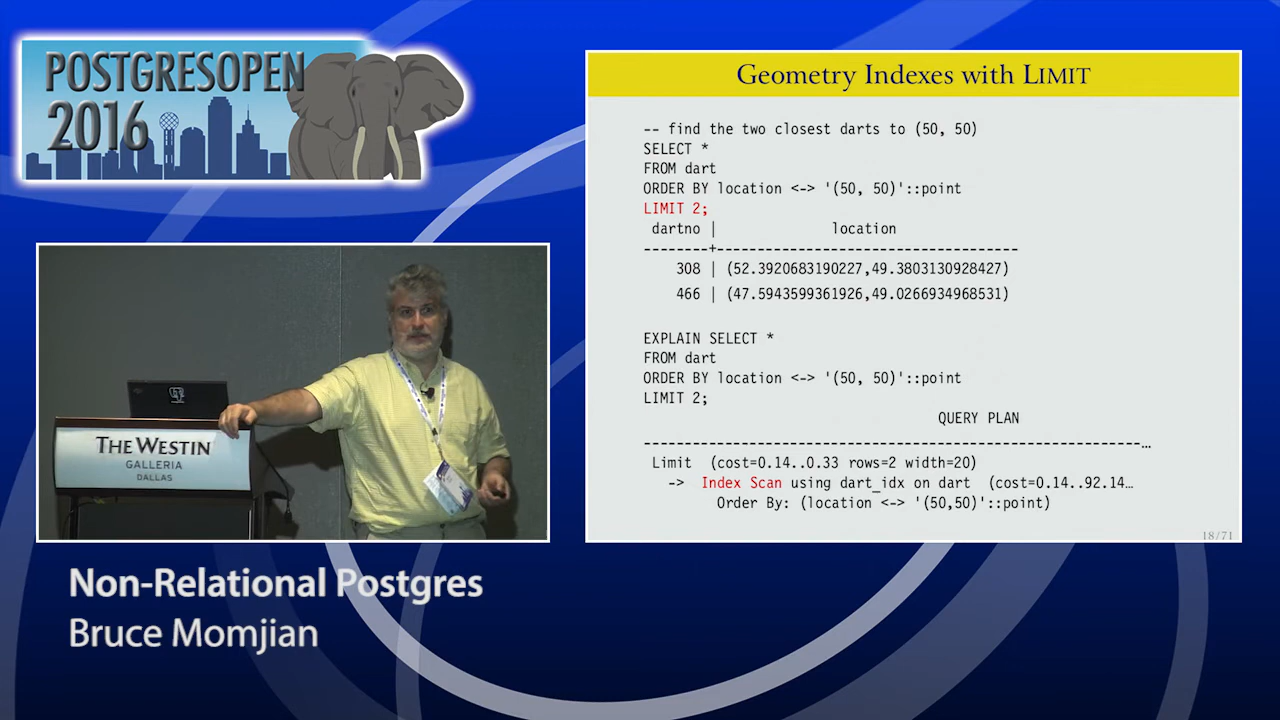 POSTGRESOPEN
2016
THE WESTIN
GALLERIA
DALLAS
Non-Relational Postgres
Bruce Momjian
Geometry Indexes with LIMIT
-- find the two closest darts to (50, 50)
SELECT *
FROM dart
ORDER BY location <-> '(50, 50)'::point
LIMIT 2;
dartno | location
--------+-------------------------------------
308 | (52.3920683190227,49.3803130928427)
466 | (47.5943599361926,49.0266934968531)
EXPLAIN SELECT *
FROM dart
ORDER BY location <-> '(50, 50)'::point
LIMIT 2;
QUERY PLAN
-------------------------------------------------------------…
Limit (cost=0.14..0.33 rows=2 width=20)
-> Index Scan using dart_idx on dart (cost=0.14..92.14…
Order By: (location <-> '(50,50)'::point)
18/71